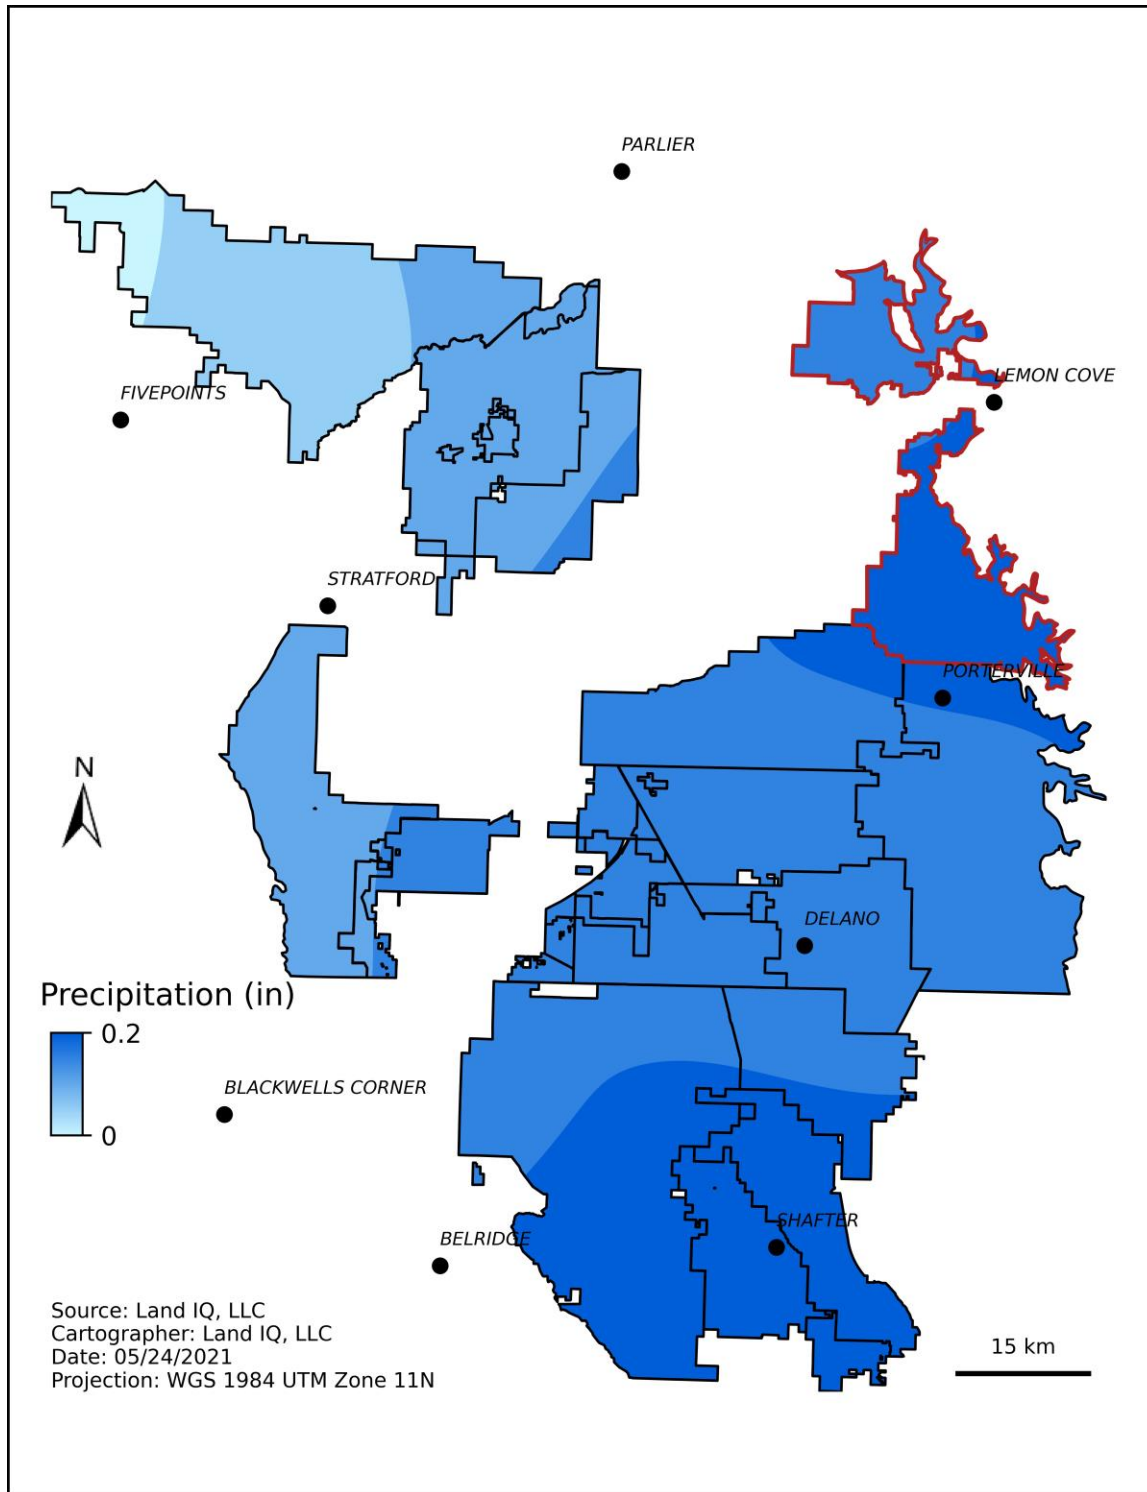 PARLIER
FIVEPOINTS
LEMON COVE
STRATFORD
PORTERVILLE
N
DELANO
Precipitation (in)
0.2
0
BLACKWELLS CORNER
SHAFTER
BELRIDGE
Source: Land IQ, LLC
Cartographer: Land IQ, LLC
Date: 05/24/2021
Projection: WGS 1984 UTM Zone 11N
15 km